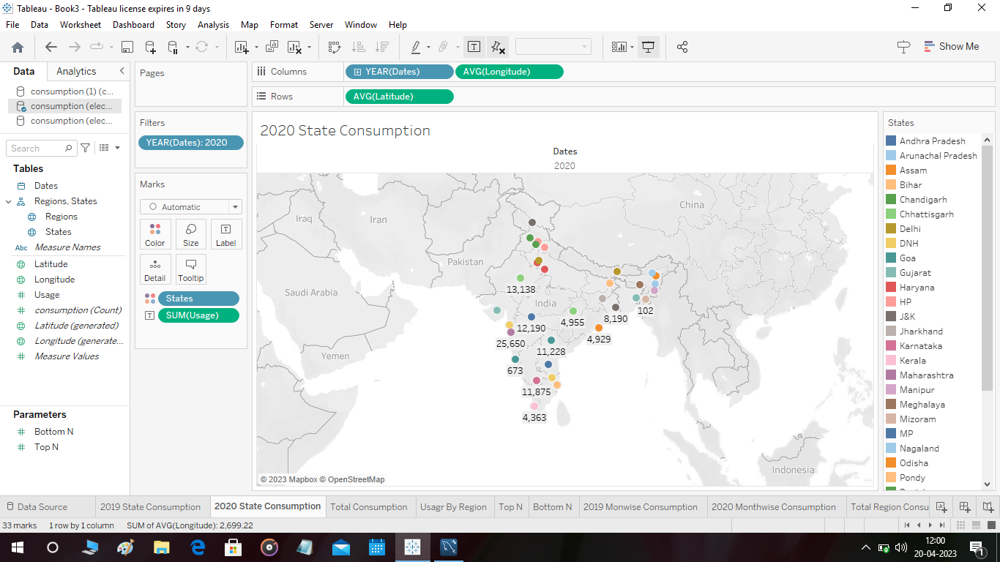 Tableau - Book3 - Tableau license expires in 9 days
File Data Worksheet Dashboard Story Analysis Map Format Server Window Help
Show Me
Data Analytics
consumption (1) (c...
consumption (elec...
consumption (elec...
Search
Tables
Dates
Regions, States
Regions
States
Abc Measure Names
Latitude
Longitude
Usage
consumption (Count)
Latitude (generated)
Longitude (generate...
Measure Values
Parameters
Bottom N
Top N
Pages
Filters
YEAR(Dates): 2020
Marks
Automatic
Color Size Label
Detail Tooltip
States
SUM(Usage)
Columns YEAR(Dates) AVG(Longitude)
Rows AVG(Latitude)
2020 State Consumption
Dates
2020
China
Iraq
Iran
Pakistan
13,138
Saudi Arabia
India
102
8,190
4,955
12,190
4,929
25,650
11,228
Yemen
673
11,875
4,363
Indonesia
© 2023 Mapbox © OpenStreetMap
States
Andhra Pradesh
Arunachal Pradesh
Assam
Bihar
Chandigarh
Chhattisgarh
Delhi
DNH
Goa
Gujarat
Haryana
HP
J&K
Jharkhand
Karnataka
Kerala
Maharashtra
Manipur
Meghalaya
Mizoram
MP
Nagaland
Odisha
Pondy
Data Source 2019 State Consumption 2020 State Consumption Total Consumption Usagr By Region Top N Bottom N 2019 Monwise Consumption 2020 Monthwise Consumption Total Region Consu
33 marks 1 row by 1 column SUM of AVG(Longitude): 2,699.22
12:00
20-04-2023
1